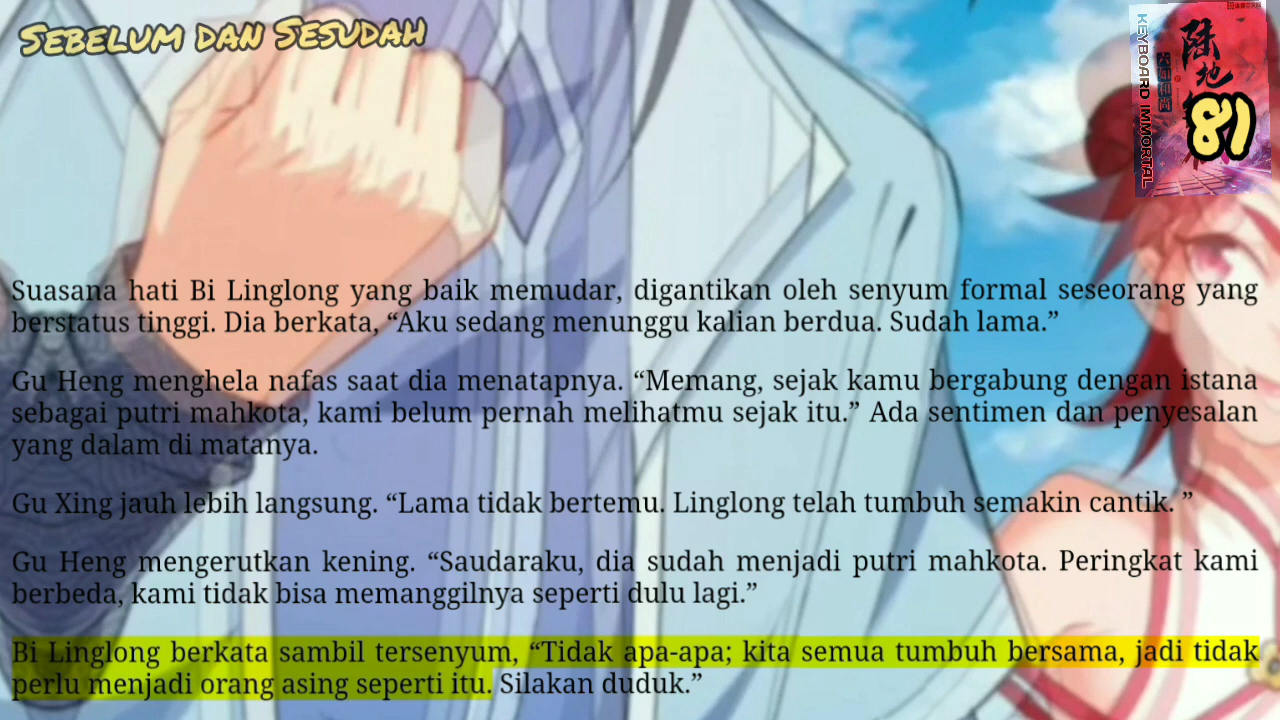 Sebelum dan Sesudah
陆地
KEYBOARD IMMORTAL
81
Suasana hati Bi Linglong yang baik memudar, digantikan oleh senyum formal seseorang yang
berstatus tinggi. Dia berkata, “Aku sedang menunggu kalian berdua. Sudah lama.”
Gu Heng menghela nafas saat dia menatapnya. “Memang, sejak kamu bergabung dengan istana
sebagai putri mahkota, kami belum pernah melihatmu sejak itu.” Ada sentimen dan penyesalan
yang dalam di matanya.
Gu Xing jauh lebih langsung. “Lama tidak bertemu. Linglong telah tumbuh semakin cantik. ”
Gu Heng mengerutkan kening. “Saudaraku, dia sudah menjadi putri mahkota. Peringkat kami
berbeda, kami tidak bisa memanggilnya seperti dulu lagi.”
Bi Linglong berkata sambil tersenyum, “Tidak apa-apa; kita semua tumbuh bersama, jadi tidak
perlu menjadi orang asing seperti itu. Silakan duduk.”